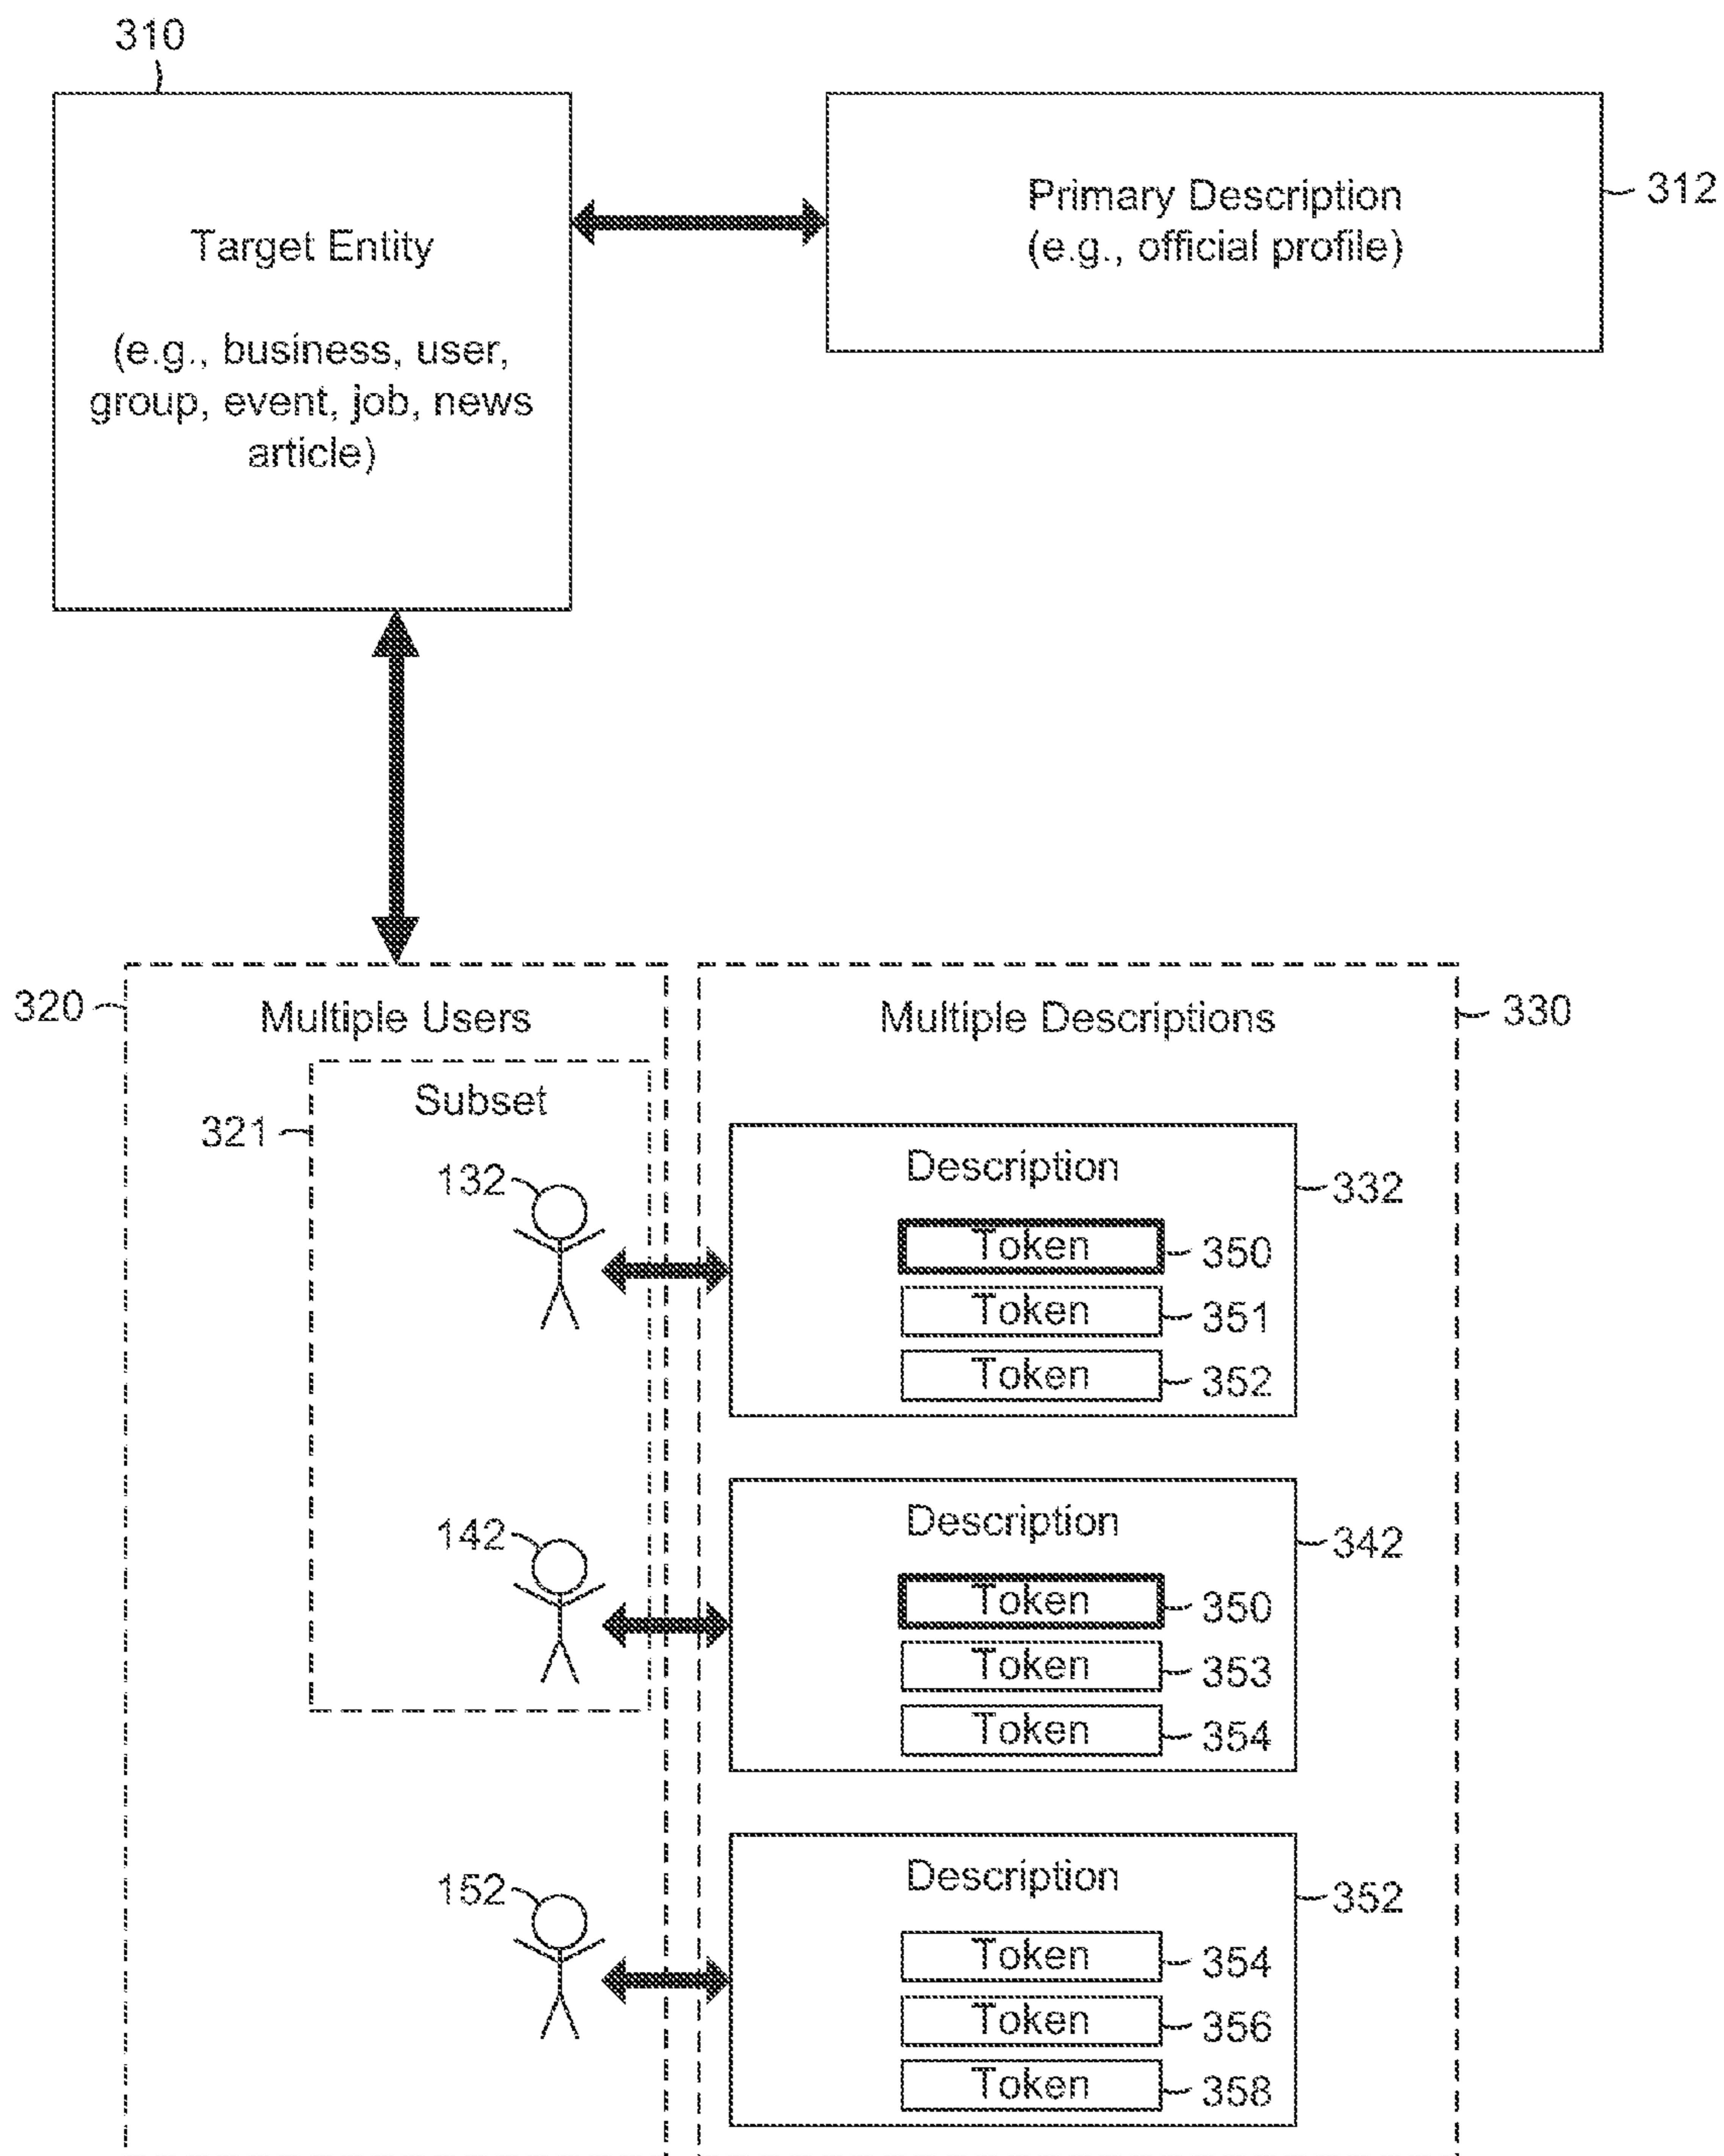 310
Target Entity
(e.g., business, user,
group, event, job, news
article)
Primary Description
(e.g., official profile)
312
320
Multiple Users
321
Subset
132
142
152
Multiple Descriptions
330
Description
332
Token
350
Token
351
Token
352
Description
342
Token
350
Token
353
Token
354
Description
352
Token
354
Token
356
Token
358